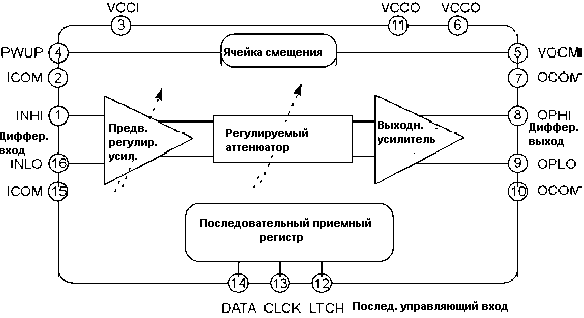 VCCI
VCCO
VCCO
3
11
6
PWUP
4
Ячейка смещения
5
VOCM
ICOM
2
7
OCOM
INHI
1
8
OPHI
Диффер.
вход
Предв.
регулир.
усил.
Регулируемый
аттенюатор
Выходн.
усилитель
Диффер.
выход
INLO
16
9
OPLO
ICOM
15
10
OCOM
Последовательный приемный
регистр
14
13
12
DATA CLCK LTCH
Послед. управляющий вход